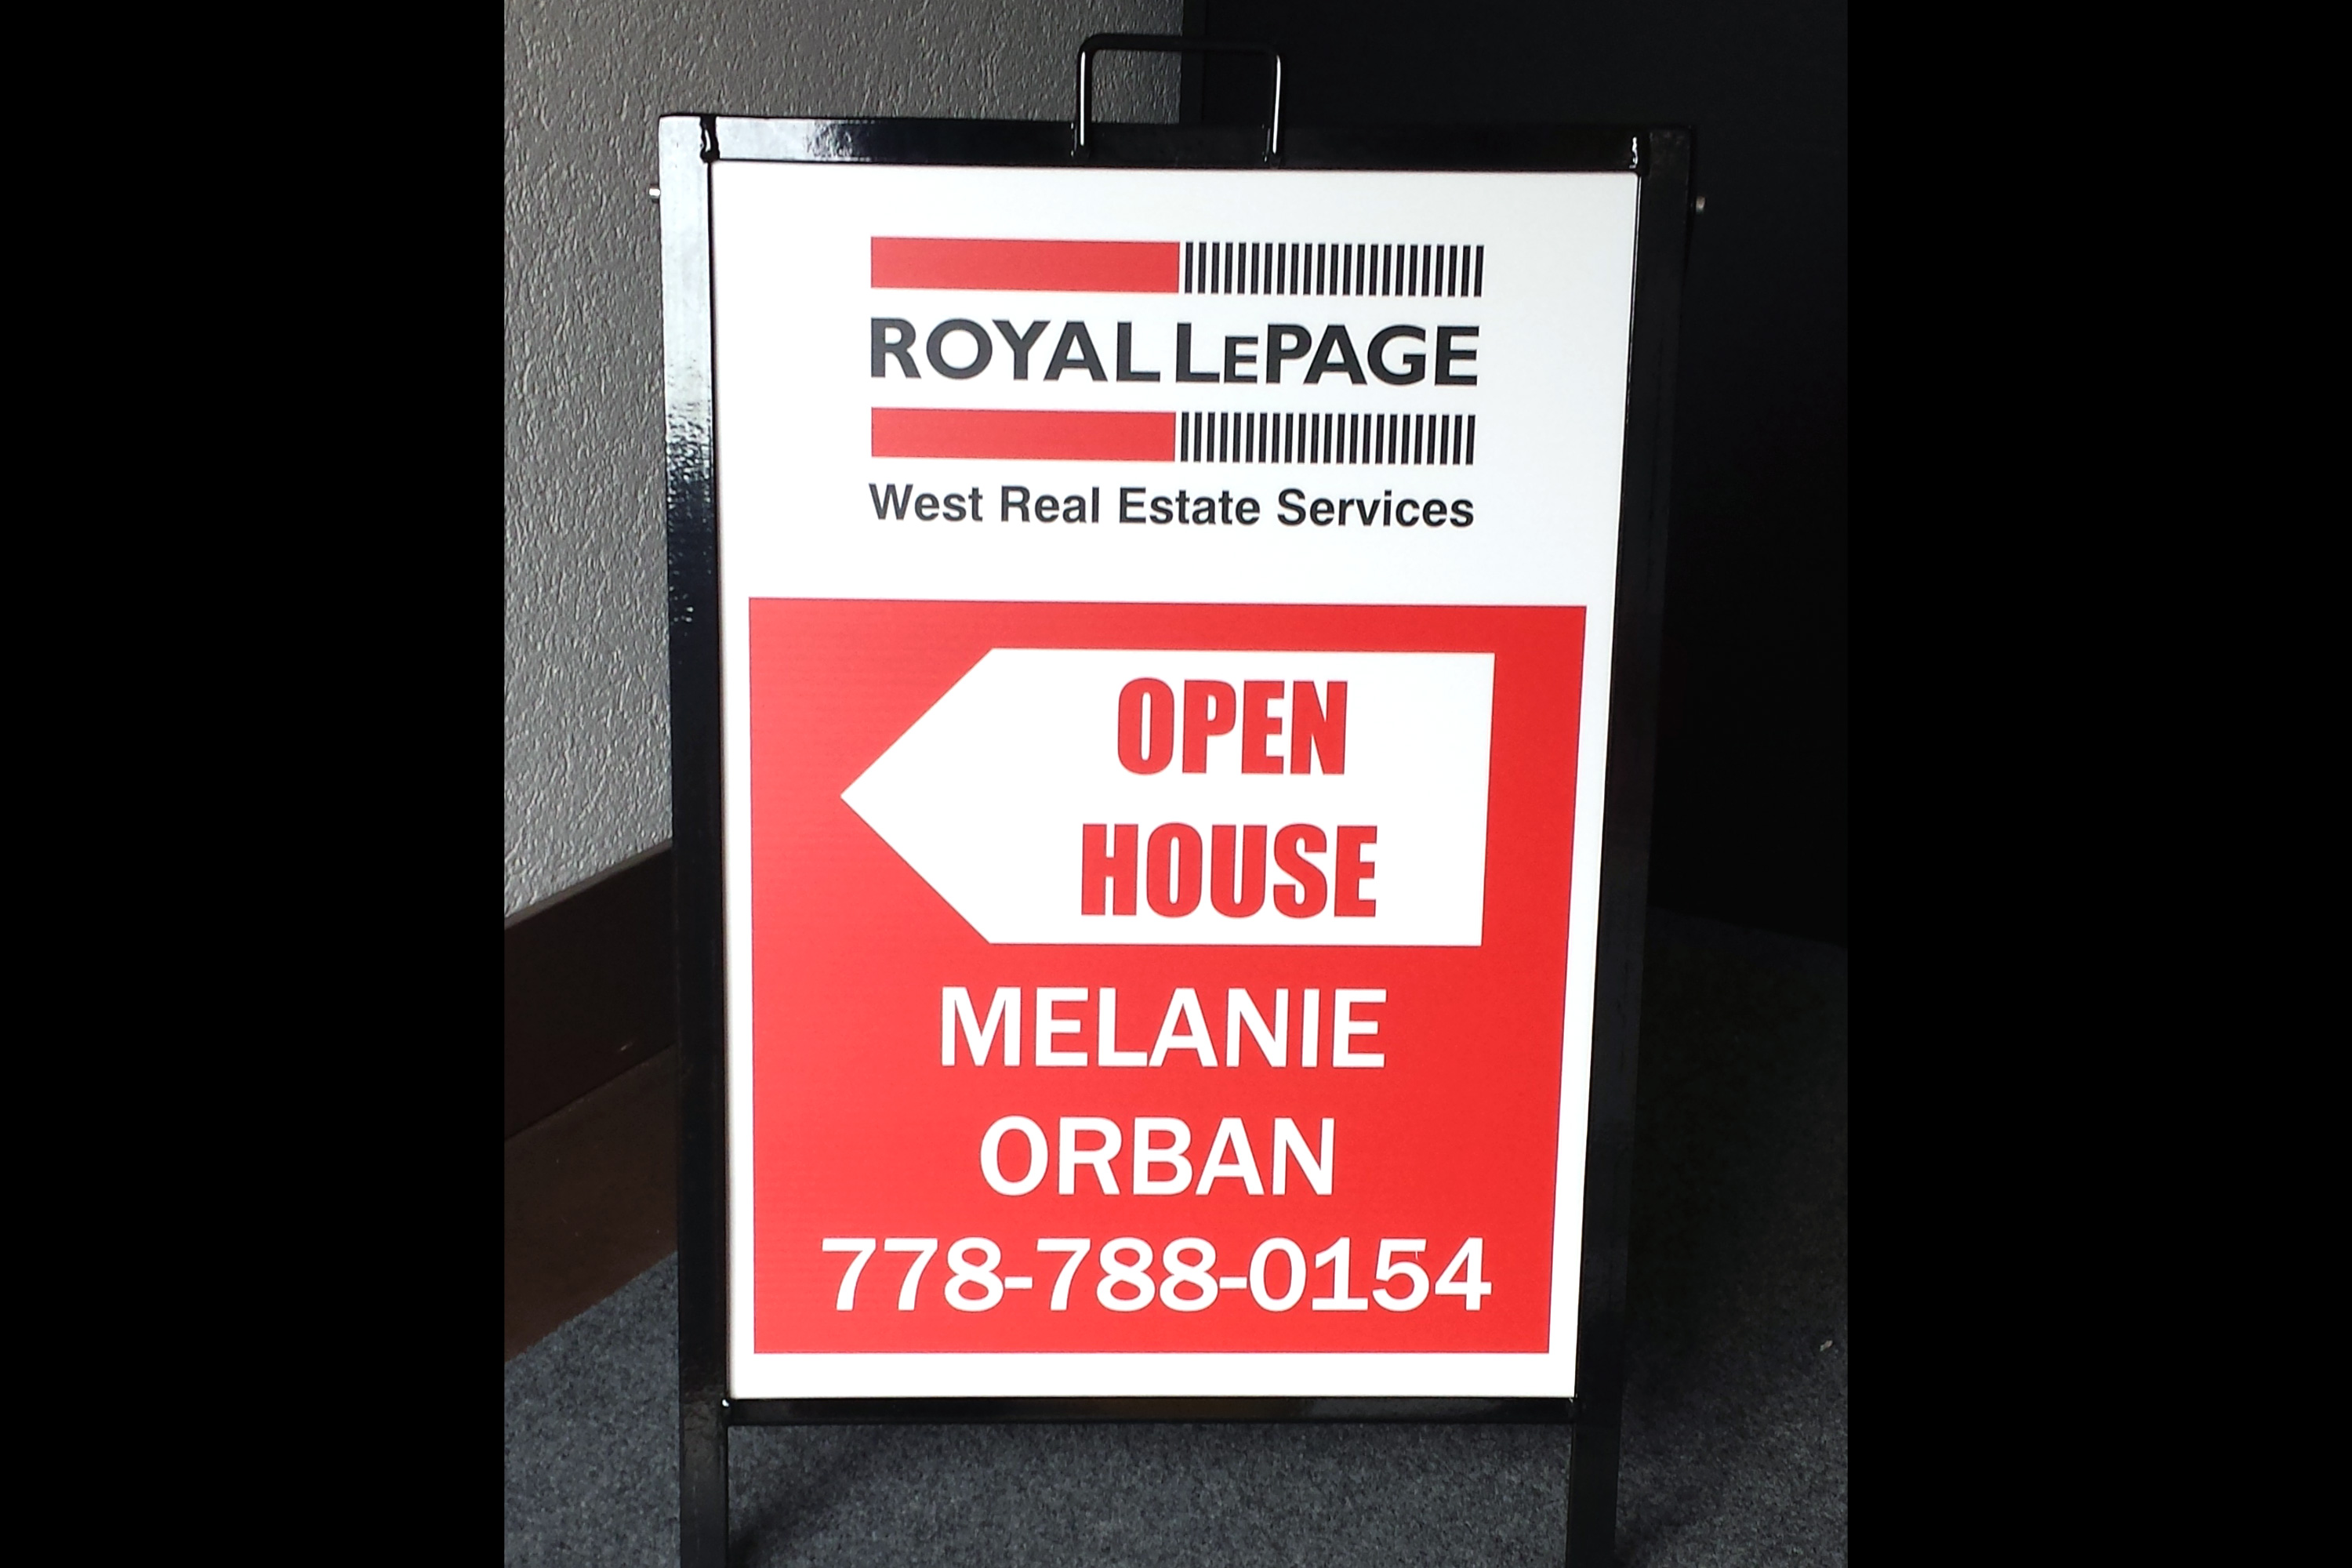 ROYAL LEPAGE
West Real Estate Services
OPEN
HOUSE
MELANIE
ORBAN
778-788-0154